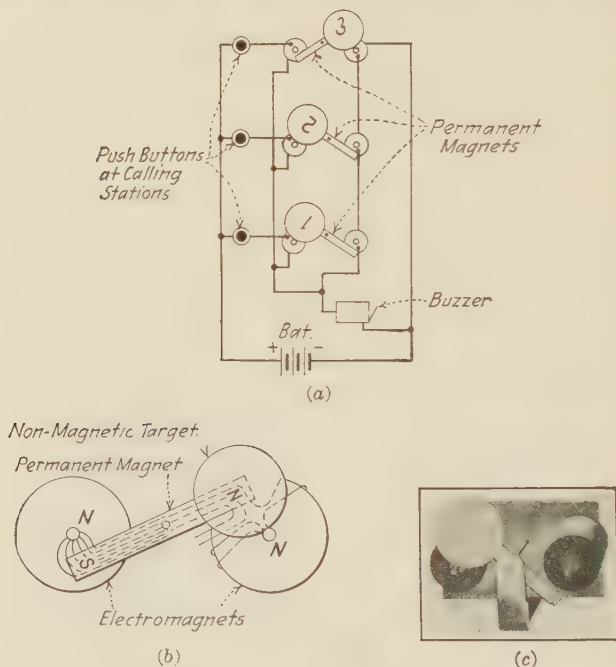 3
2
1
Push Buttons
at Calling
Stations
Permanent
Magnets
Buzzer
Bat.
+ -
(a)
Non-Magnetic Target.
Permanent Magnet
N
S
N
N
Electromagnets
(b)
(c)